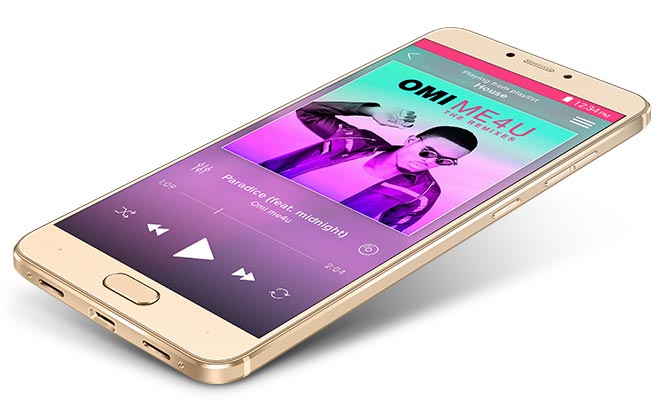 12:34 PM
Playing from playlist
House
OMI ME4U
THE REMIXES
Paradice (feat. midnight)
Omi me4u
1:09
2:04